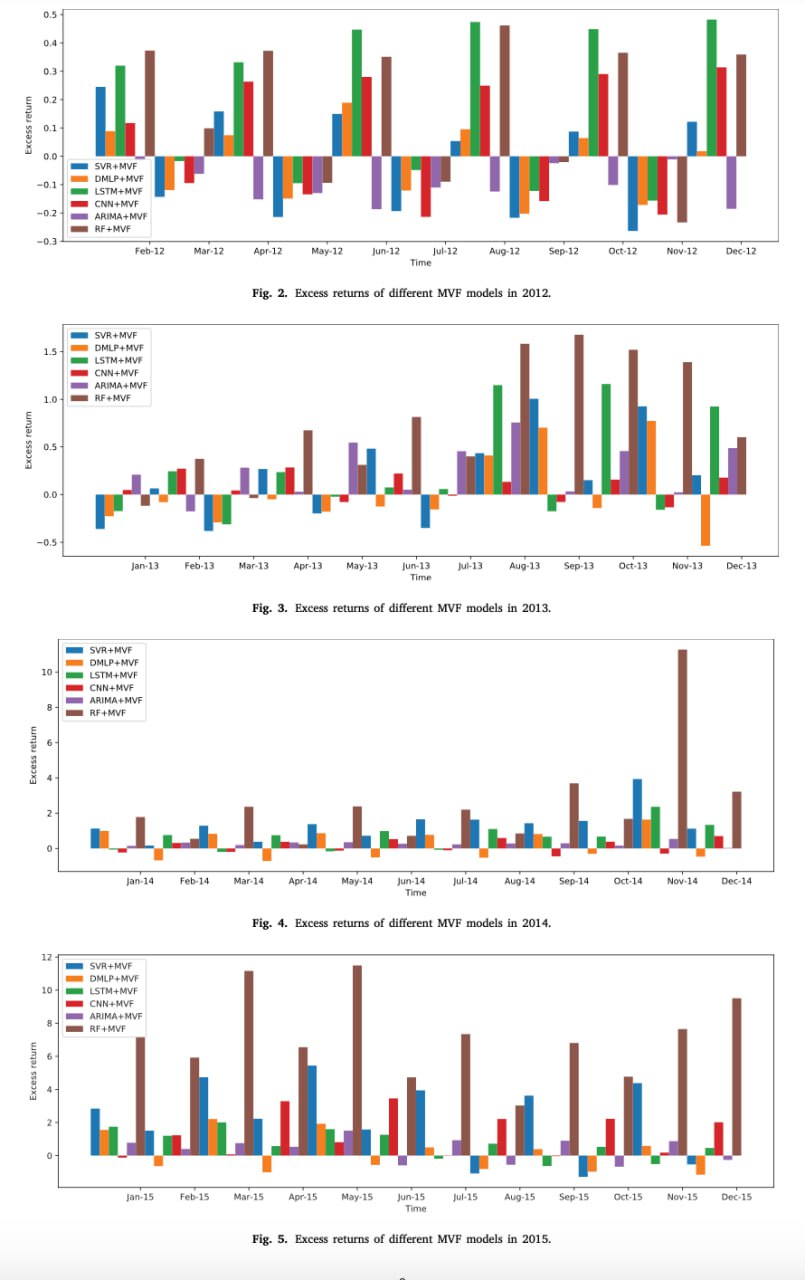 0.5
0.4
0.3
0.2
0.1
0.0
−0.1
−0.2
−0.3
Excess return
SVR+MVF
DMLP+MVF
LSTM+MVF
CNN+MVF
ARIMA+MVF
RF+MVF
Feb-12 Mar-12 Apr-12 May-12 Jun-12 Jul-12 Aug-12 Sep-12 Oct-12 Nov-12 Dec-12
Time
Fig. 2. Excess returns of different MVF models in 2012.
SVR+MVF
DMLP+MVF
LSTM+MVF
CNN+MVF
ARIMA+MVF
RF+MVF
1.5
1.0
0.5
0.0
−0.5
Excess return
Jan-13 Feb-13 Mar-13 Apr-13 May-13 Jun-13 Jul-13 Aug-13 Sep-13 Oct-13 Nov-13 Dec-13
Time
Fig. 3. Excess returns of different MVF models in 2013.
SVR+MVF
DMLP+MVF
LSTM+MVF
CNN+MVF
ARIMA+MVF
RF+MVF
10
8
6
4
2
0
Excess return
Jan-14 Feb-14 Mar-14 Apr-14 May-14 Jun-14 Jul-14 Aug-14 Sep-14 Oct-14 Nov-14 Dec-14
Time
Fig. 4. Excess returns of different MVF models in 2014.
12
10
8
6
4
2
0
Excess return
SVR+MVF
DMLP+MVF
LSTM+MVF
CNN+MVF
ARIMA+MVF
RF+MVF
Jan-15 Feb-15 Mar-15 Apr-15 May-15 Jun-15 Jul-15 Aug-15 Sep-15 Oct-15 Nov-15 Dec-15
Time
Fig. 5. Excess returns of different MVF models in 2015.